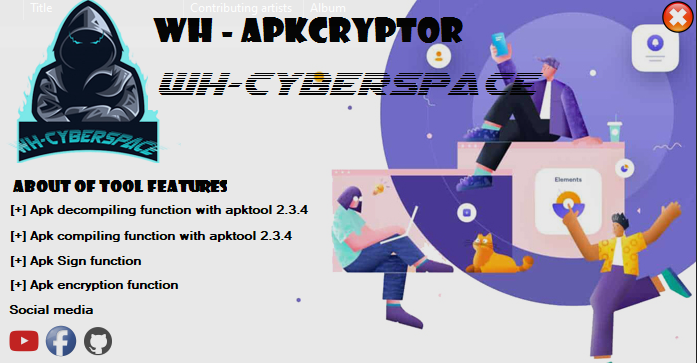 Title
Contributing artists
Album
WH - APKCRYPTOR
WH-CYBERSPACE
WH-CYBERSPACE
ABOUT OF TOOL FEATURES
[+] Apk decompiling function with apktool 2.3.4
[+] Apk compiling function with apktool 2.3.4
[+] Apk Sign function
[+] Apk encryption function
Social media
Elements